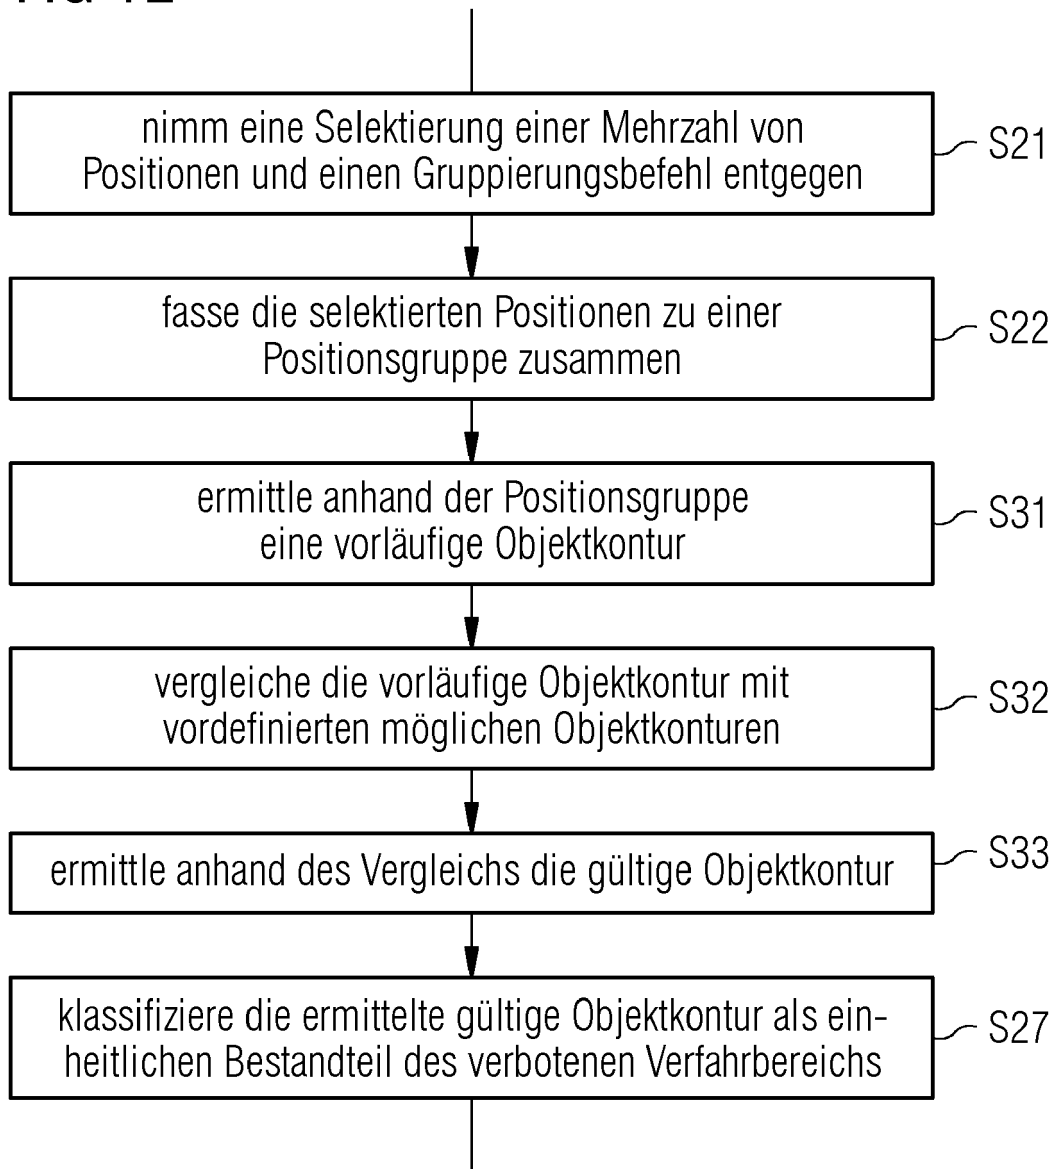 nimm eine Selektierung einer Mehrzahl von
Positionen und einen Gruppierungsbefehl entgegen
S21
fasse die selektierten Positionen zu einer
Positionsgruppe zusammen
S22
ermittle anhand der Positionsgruppe
eine vorläufige Objektkontur
S31
vergleiche die vorläufige Objektkontur mit
vordefinierten möglichen Objektkonturen
S32
ermittle anhand des Vergleichs die gültige Objektkontur
S33
klassifiziere die ermittelte gültige Objektkontur als ein-
heitlichen Bestandteil des verbotenen Verfahrbereichs
S27